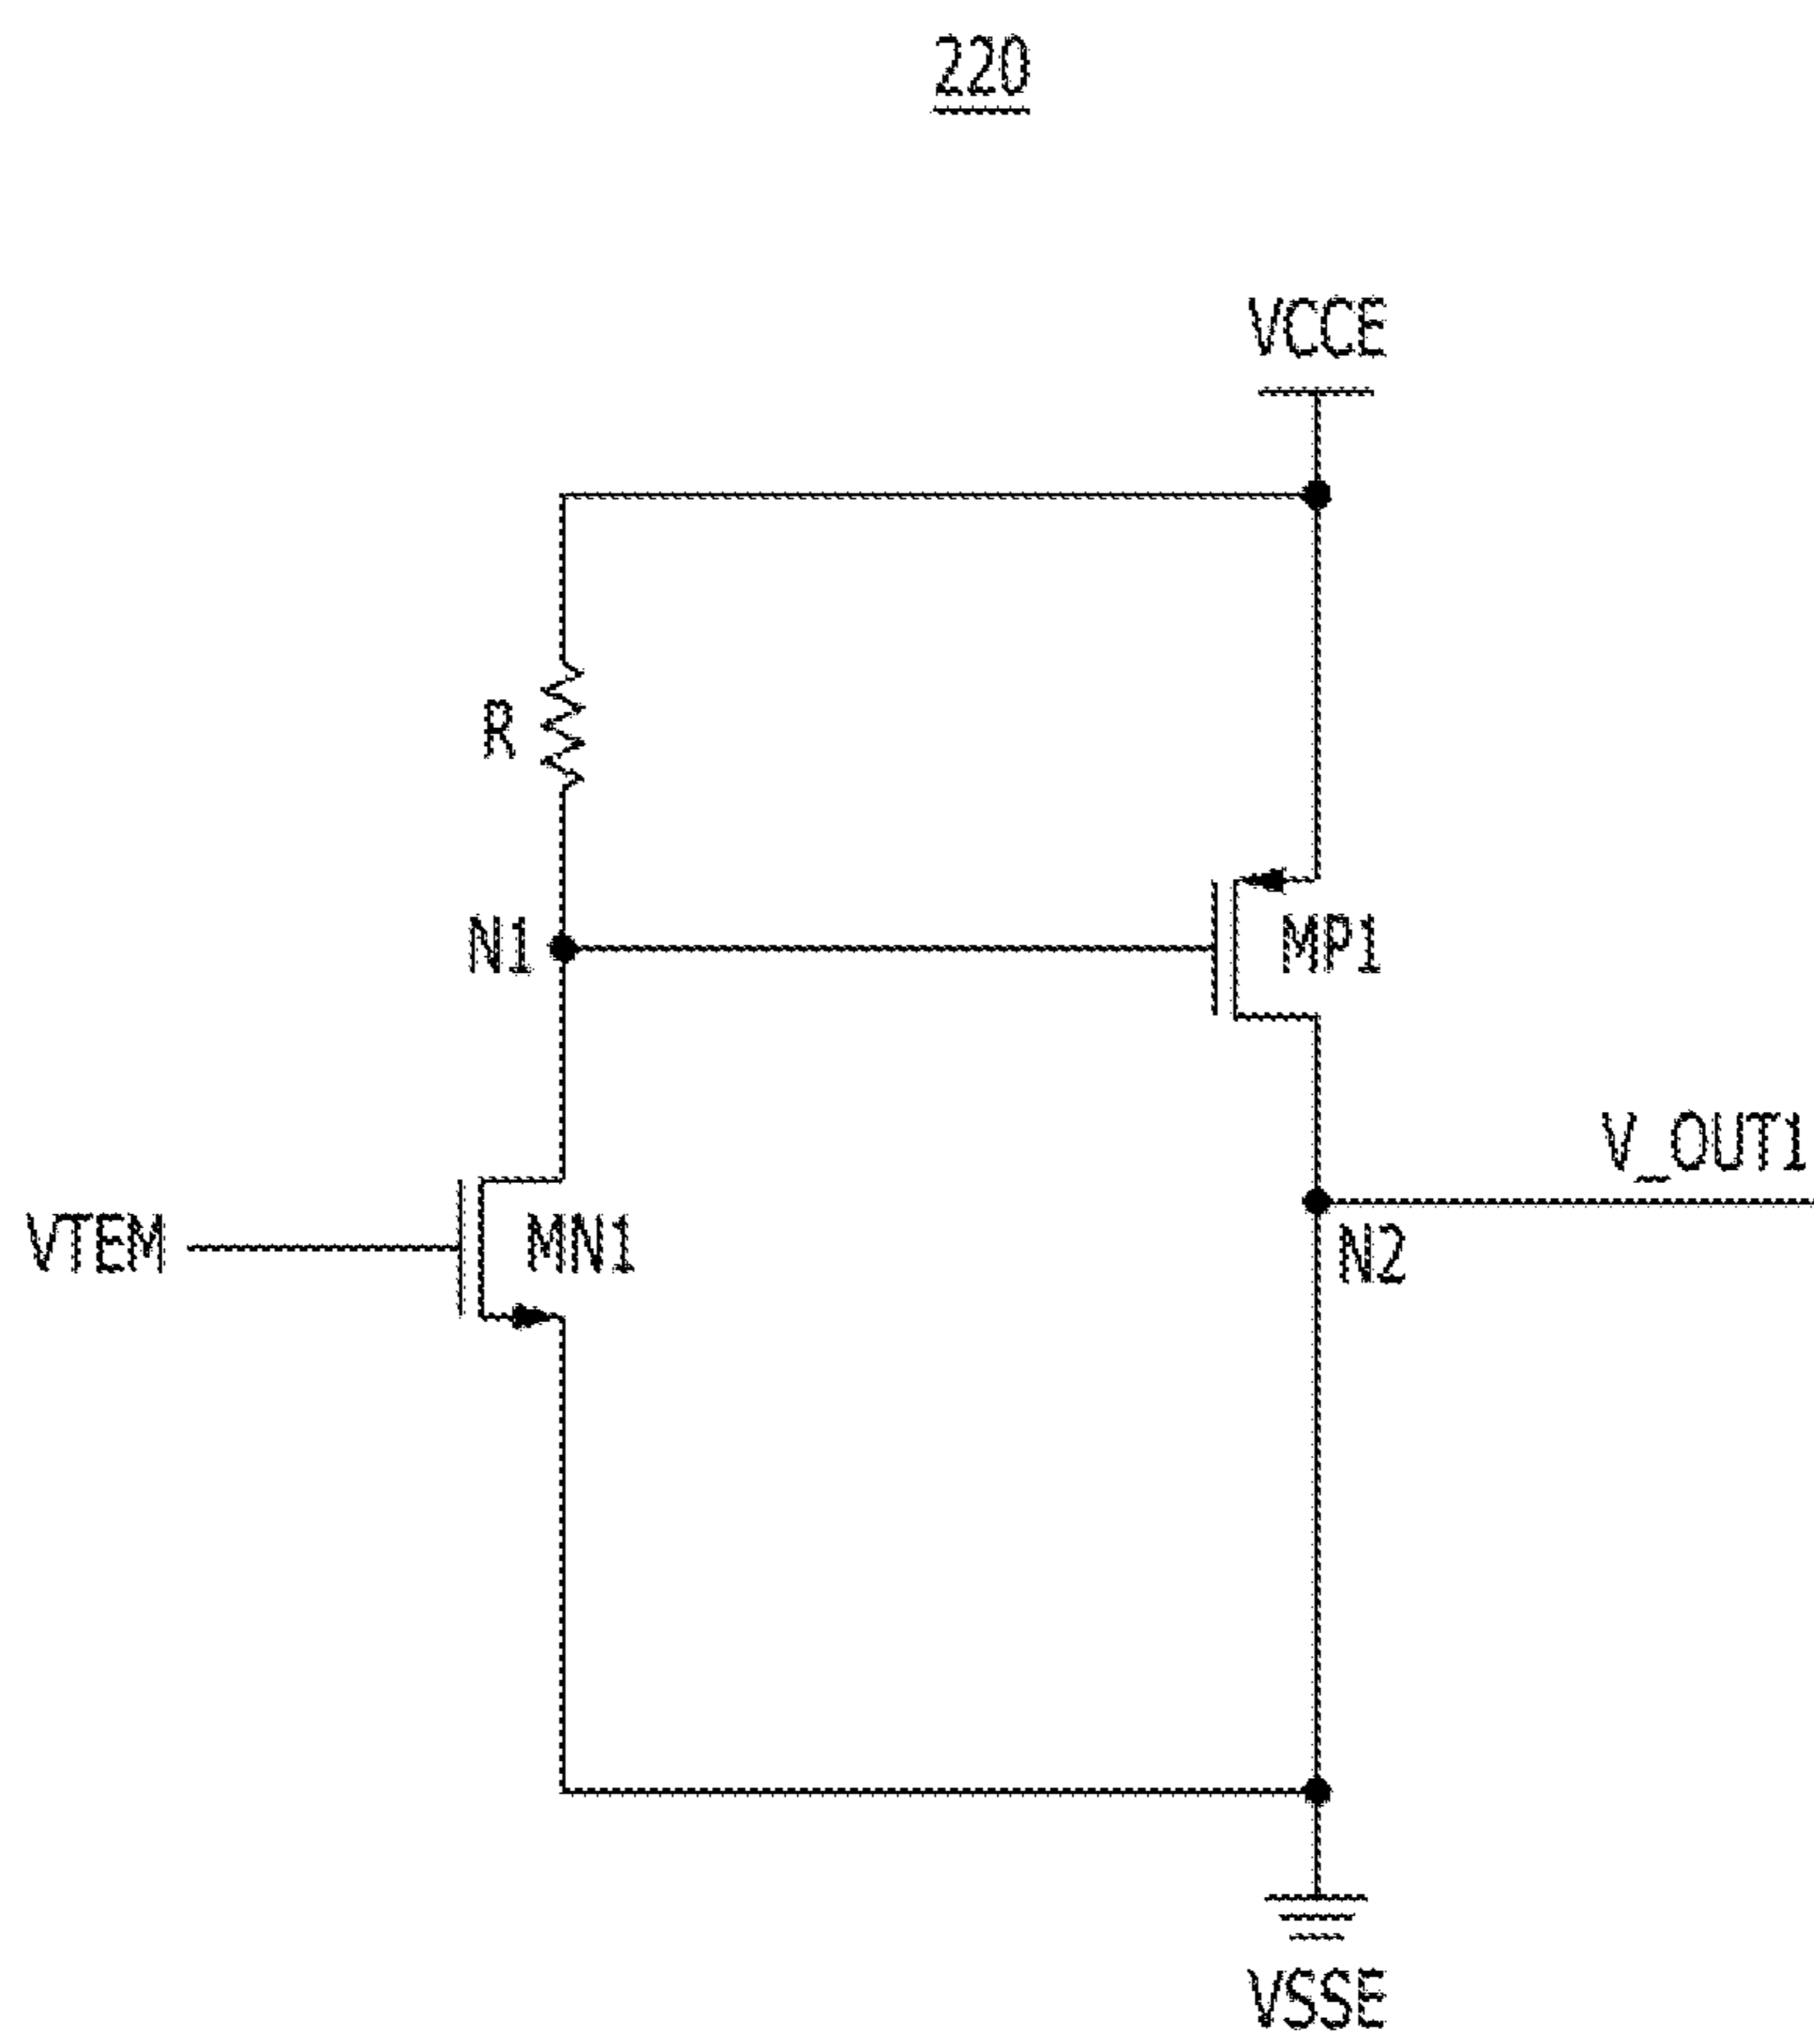 220
VCCE
R
N1
MP1
V_OUT1
VTEM
MN1
N2
VSSE